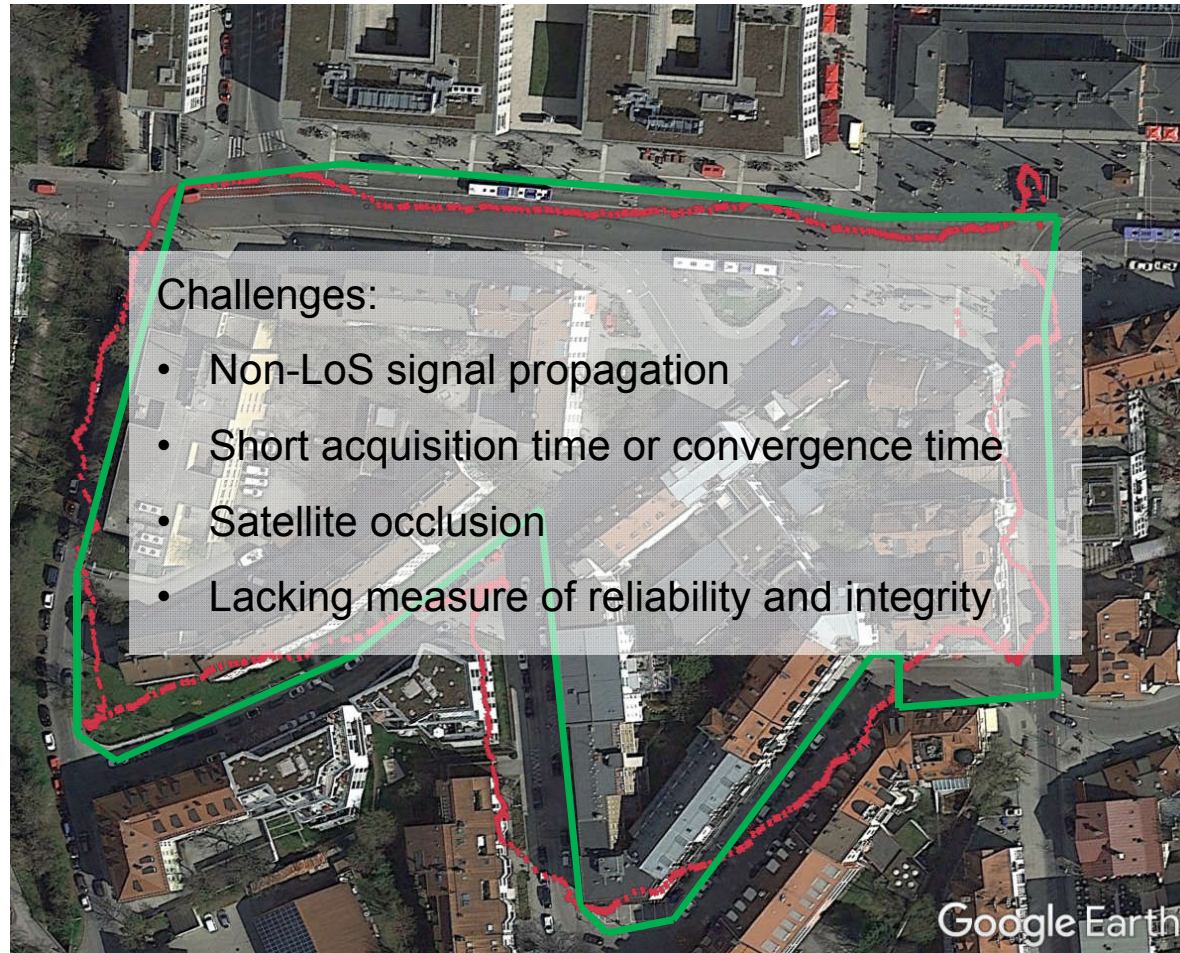 Challenges:
• Non-LoS signal propagation
• Short acquisition time or convergence time
• Satellite occlusion
• Lacking measure of reliability and integrity
Google Earth